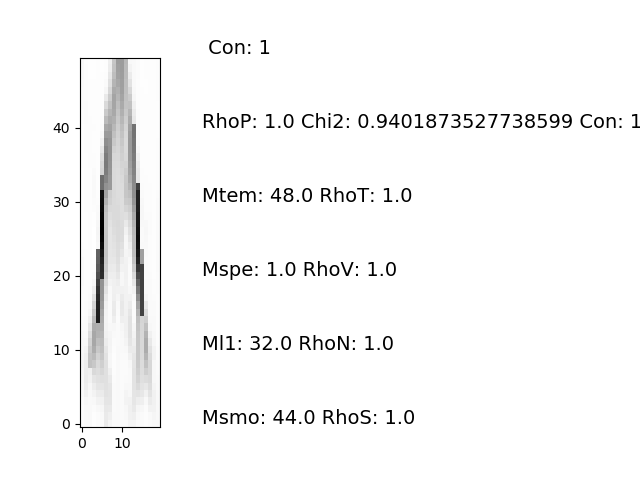 Con: 1
RhoP: 1.0 Chi2: 0.9401873527738599 Con: 1
Mtem: 48.0 RhoT: 1.0
Mspe: 1.0 RhoV: 1.0
Ml1: 32.0 RhoN: 1.0
Msmo: 44.0 RhoS: 1.0
40
30
20
10
0
0 10